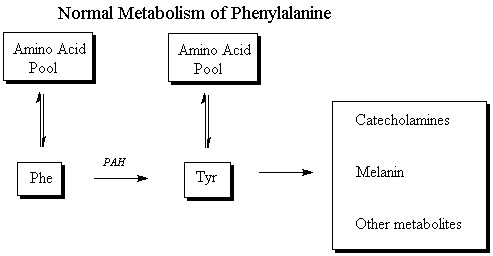 Normal Metabolism of Phenylalanine
Amino Acid
Pool
Amino Acid
Pool
Phe
PAH
Tyr
Catecholamines
Melanin
Other metabolites